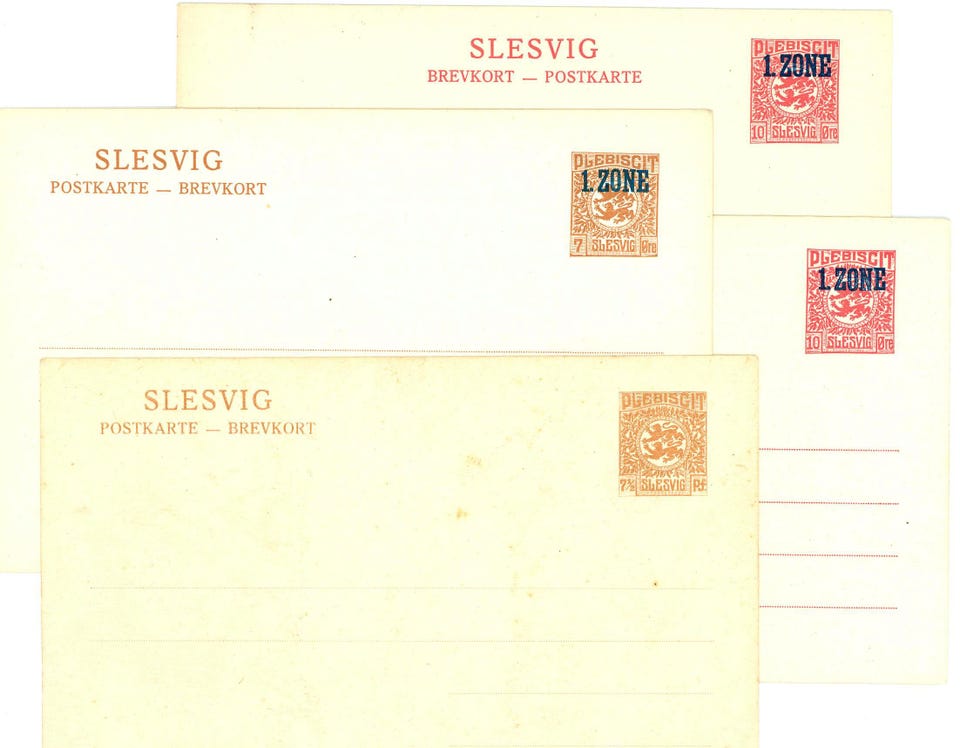 SLESVIG
BREVKORT — POSTKARTE
PLEBISCIT
1. ZONE
10 SLESVIG Øre
SLESVIG
POSTKARTE — BREVKORT
PLEBISCIT
1. ZONE
7 SLESVIG Øre
PLEBISCIT
1. ZONE
10 SLESVIG Øre
SLESVIG
POSTKARTE — BREVKORT
PLEBISCIT
7½ SLESVIG Pf.